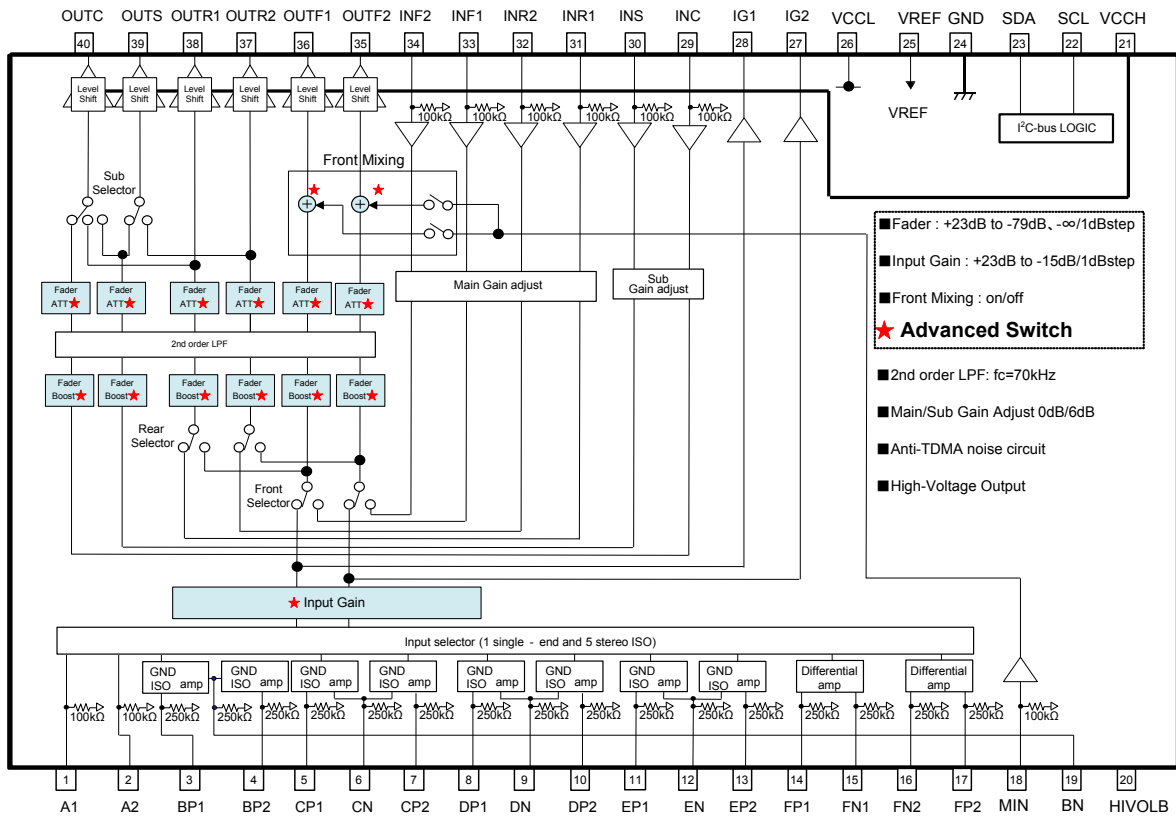 OUTC OUTS OUTR1 OUTR2 OUTF1 OUTF2 INF2 INF1 INR2 INR1 INS INC IG1 IG2 VCCL VREF GND SDA SCL VCCH
40 39 38 37 36 35 34 33 32 31 30 29 28 27 26 25 24 23 22 21
Level Shift
Level Shift
Level Shift
Level Shift
Level Shift
Level Shift
100kΩ 100kΩ 100kΩ 100kΩ 100kΩ 100kΩ
VREF
I²C-bus LOGIC
Front Mixing
Sub Selector
+ +
■Fader : +23dB to -79dB、-∞/1dBstep
■Input Gain : +23dB to -15dB/1dBstep
■Front Mixing : on/off
★ Advanced Switch
Main Gain adjust
Sub Gain adjust
Fader ATT★
Fader ATT★
Fader ATT★
Fader ATT★
Fader ATT★
Fader ATT★
2nd order LPF
■2nd order LPF: fc=70kHz
■Main/Sub Gain Adjust 0dB/6dB
■Anti-TDMA noise circuit
■High-Voltage Output
Fader Boost★
Fader Boost★
Fader Boost★
Fader Boost★
Fader Boost★
Fader Boost★
Rear Selector
Front Selector
★ Input Gain
Input selector (1 single - end and 5 stereo ISO)
GND ISO amp
GND ISO amp
GND ISO amp
GND ISO amp
GND ISO amp
GND ISO amp
GND ISO amp
GND ISO amp
Differential amp
Differential amp
100kΩ 100kΩ 250kΩ 250kΩ 250kΩ 250kΩ 250kΩ 250kΩ 250kΩ 250kΩ 250kΩ 250kΩ 250kΩ 250kΩ 250kΩ 250kΩ 250kΩ 250kΩ 100kΩ
1 2 3 4 5 6 7 8 9 10 11 12 13 14 15 16 17 18 19 20
A1 A2 BP1 BP2 CP1 CN CP2 DP1 DN DP2 EP1 EN EP2 FP1 FN1 FN2 FP2 MIN BN HIVOLB